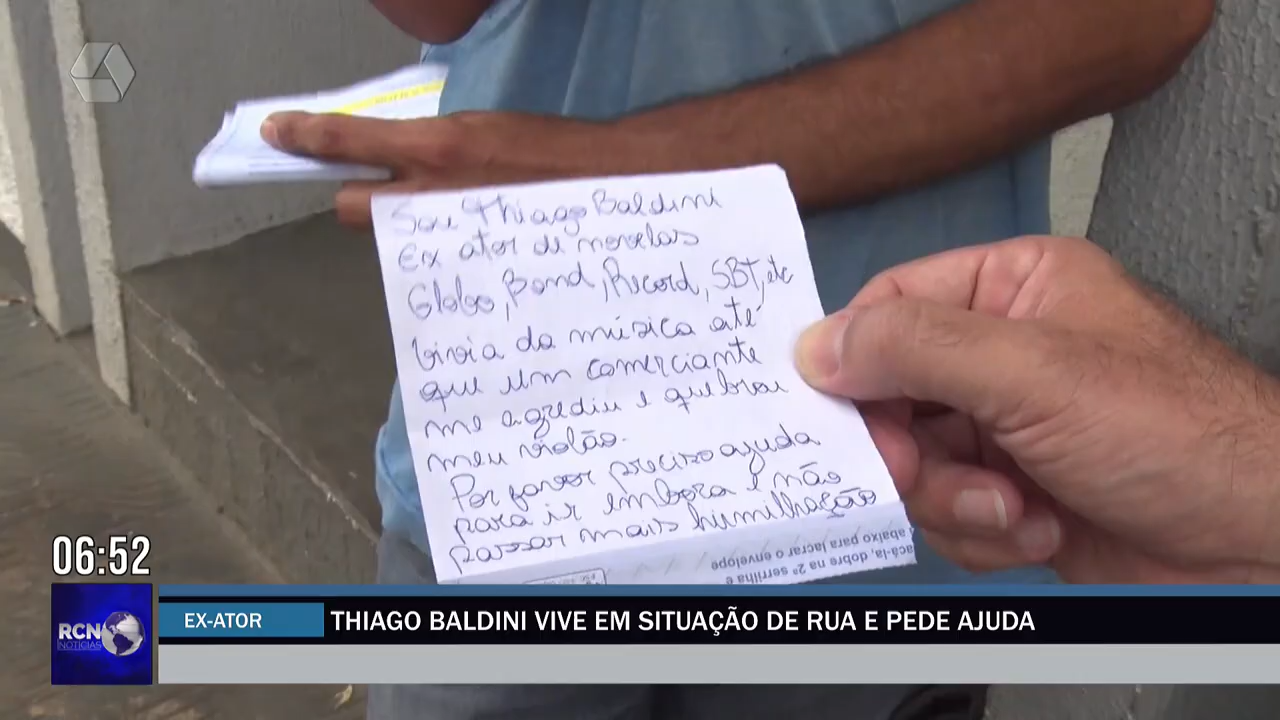 Sou Thiago Baldini
Ex ator de novelas
Globo, Band, Record, SBT, etc
vivia da música até
que um comerciante
me agrediu e quebrou
meu violão.
Por favor preciso ajuda
para ir embora e não
passar mais humilhação
acá-la, dobre na 2ª serrilha e
abaixo para lacrar o envelope
06:52
RCN
NOTÍCIAS
EX-ATOR
THIAGO BALDINI VIVE EM SITUAÇÃO DE RUA E PEDE AJUDA